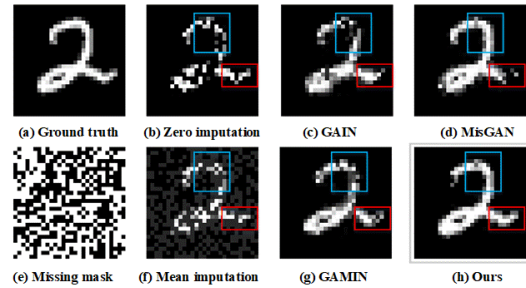 (a) Ground truth (b) Zero imputation (c) GAIN (d) MisGAN
(e) Missing mask (f) Mean imputation (g) GAMIN (h) Ours